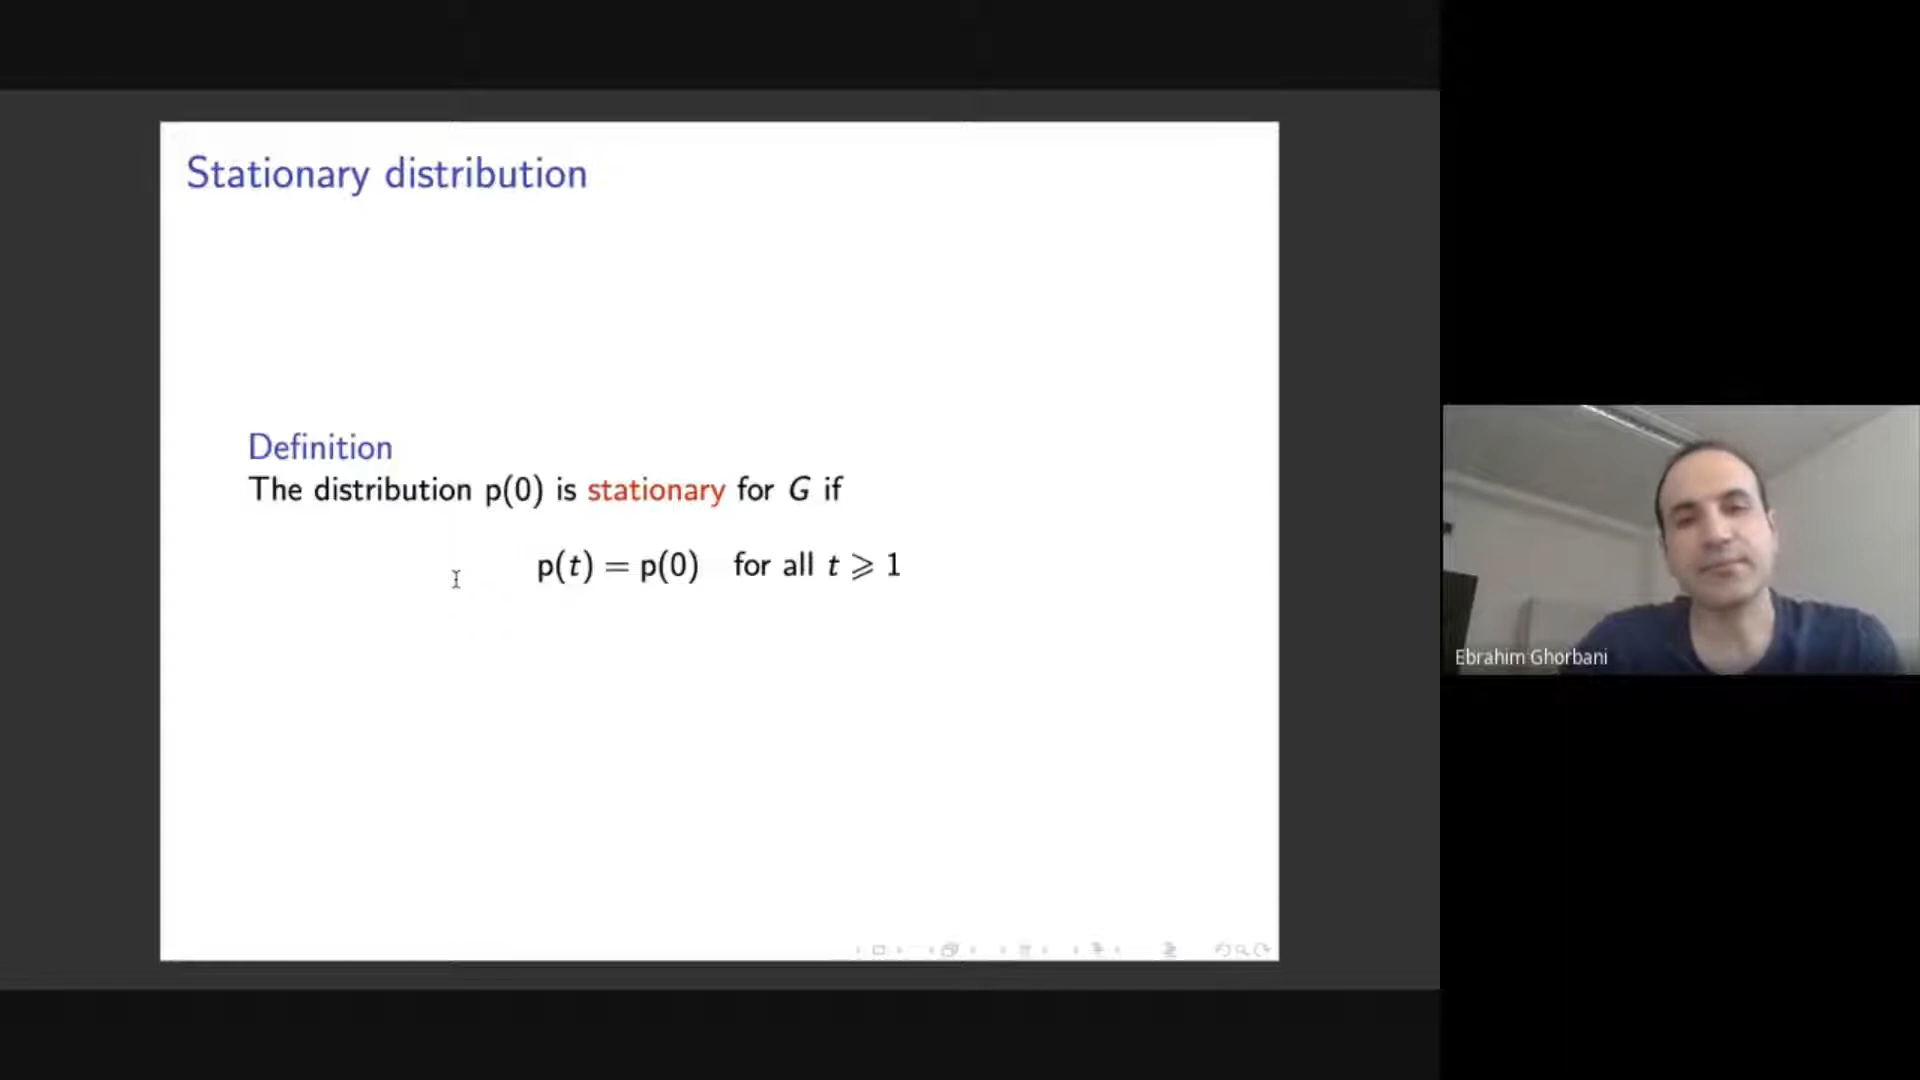 Stationary distribution
Definition
The distribution p(0) is stationary for G if
p(t) = p(0) for all t ⩾ 1
Ebrahim Ghorbani